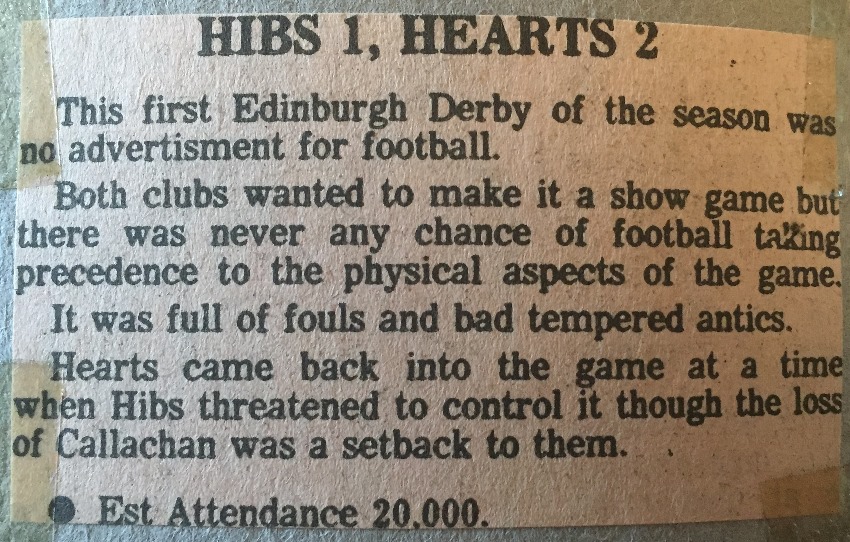 HIBS 1, HEARTS 2
This first Edinburgh Derby of the season was
no advertisment for football.
Both clubs wanted to make it a show game but
there was never any chance of football taking
precedence to the physical aspects of the game.
It was full of fouls and bad tempered antics.
Hearts came back into the game at a time
when Hibs threatened to control it though the loss
of Callachan was a setback to them.
● Est Attendance 20,000.